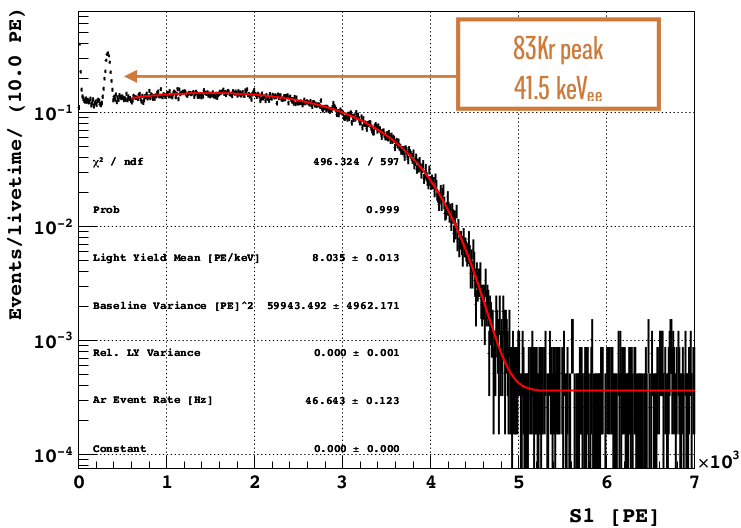 83Kr peak
41.5 keVee
Events/livetime/ (10.0 PE)
10⁻¹
χ² / ndf 496.324 / 597
Prob 0.999
10⁻²
Light Yield Mean [PE/keV] 8.035 ± 0.013
Baseline Variance [PE]^2 59943.492 ± 4962.171
10⁻³
Rel. LY Variance 0.000 ± 0.001
Ar Event Rate [Hz] 46.643 ± 0.123
Constant 0.000 ± 0.000
10⁻⁴
×10³
0 1 2 3 4 5 6 7
S1 [PE]